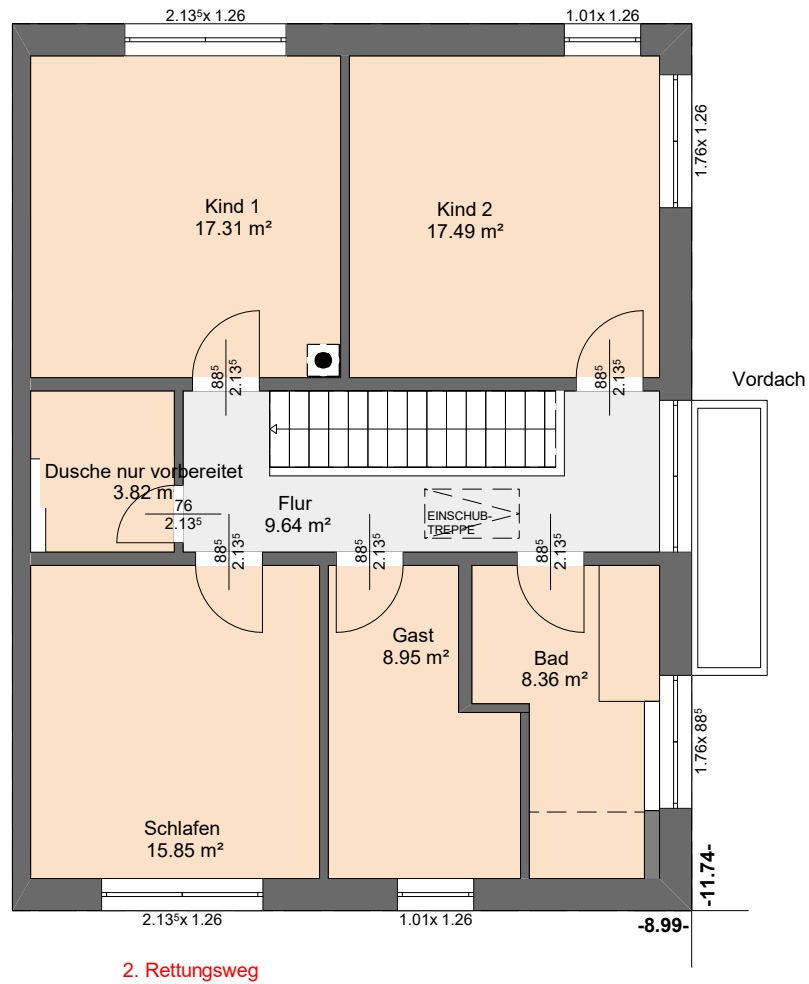 2.13⁵x 1.26
1.01x 1.26
1.76x 1.26
Kind 1
17.31 m²
Kind 2
17.49 m²
88⁵
2.13⁵
88⁵
2.13⁵
Vordach
Dusche nur vorbereitet
3.82 m
76
2.13⁵
Flur
9.64 m²
EINSCHUB-
TREPPE
88⁵
2.13⁵
88⁵
2.13⁵
88⁵
2.13⁵
Gast
8.95 m²
Bad
8.36 m²
1.76x 88⁵
Schlafen
15.85 m²
-11.74-
2.13⁵x 1.26
1.01x 1.26
-8.99-
2. Rettungsweg